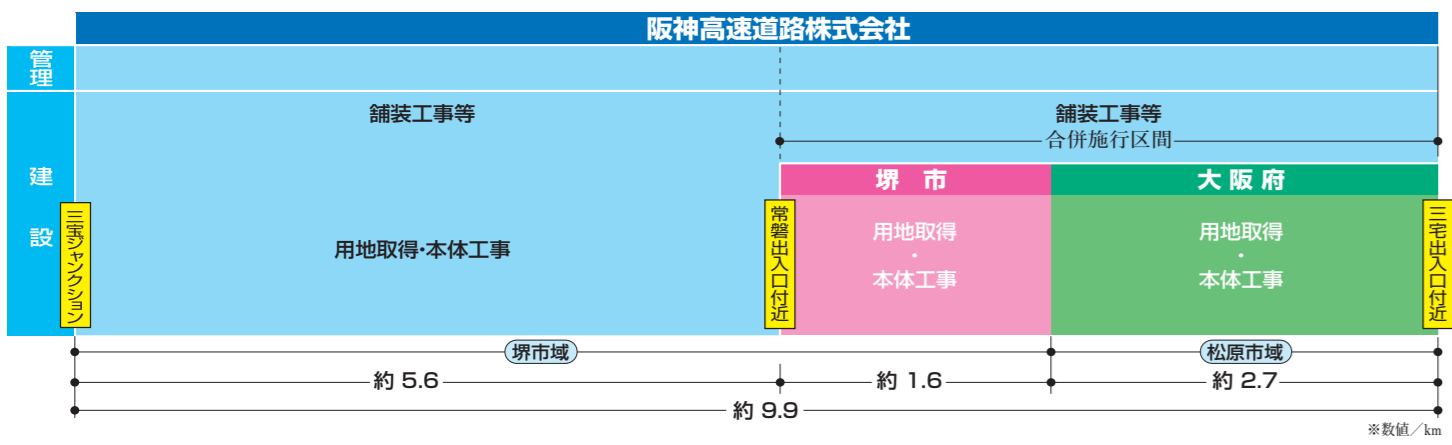 阪神高速道路株式会社
管理
舗装工事等
舗装工事等
合併施行区間
建設
堺市
大阪府
三宝ジャンクション
用地取得・本体工事
常磐出入口付近
用地取得
・
本体工事
用地取得
・
本体工事
三宅出入口付近
堺市域
松原市域
約 5.6
約 1.6
約 2.7
約 9.9
※数値／km